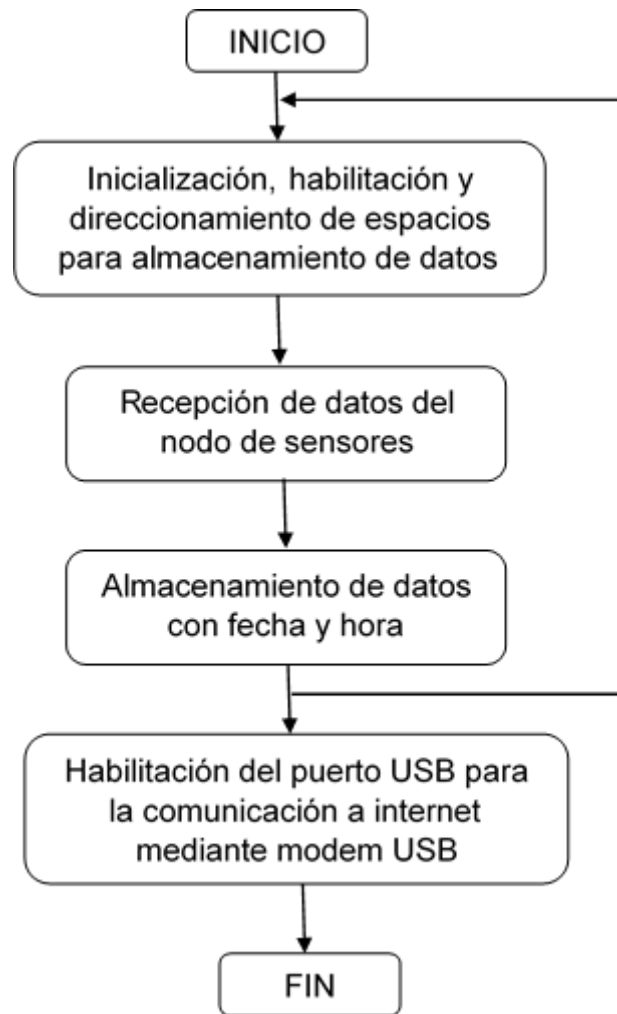 INICIO
Inicialización, habilitación y
direccionamiento de espacios
para almacenamiento de datos
Recepción de datos del
nodo de sensores
Almacenamiento de datos
con fecha y hora
Habilitación del puerto USB para
la comunicación a internet
mediante modem USB
FIN